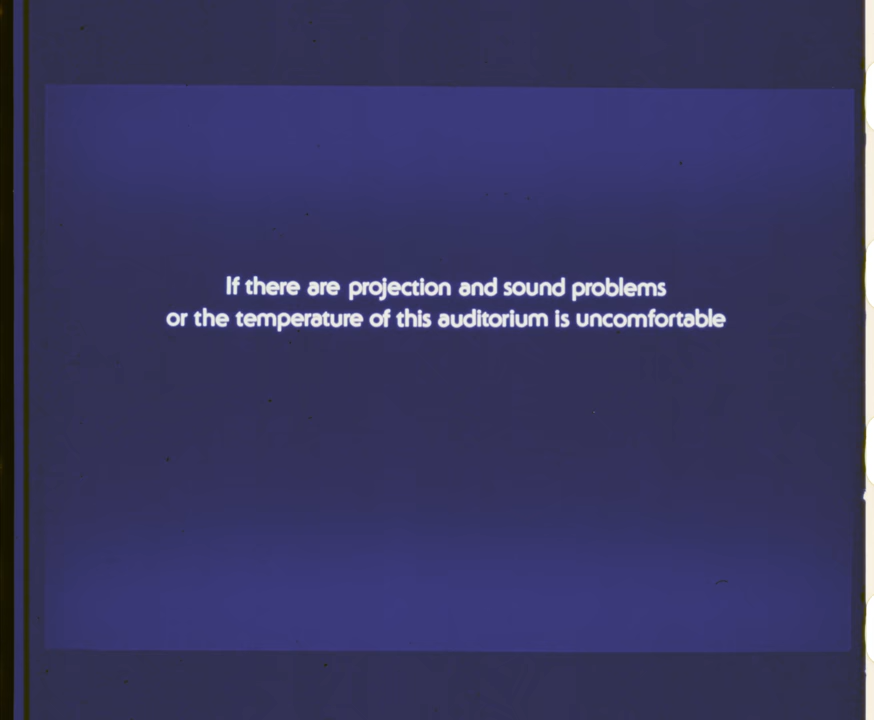 If there are projection and sound problems
or the temperature of this auditorium is uncomfortable